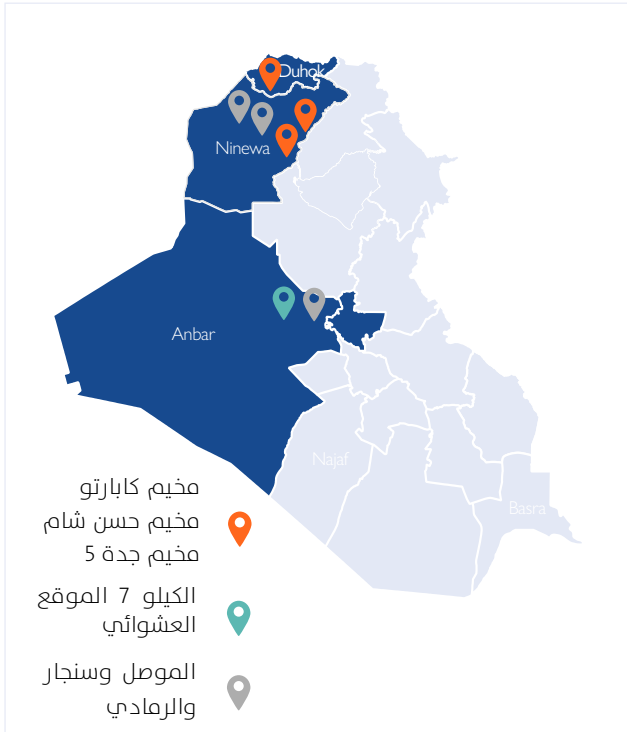 Duhok
Ninewa
Anbar
Najaf
Basra
مخيم كابارتو
مخيم حسن شام
مخيم جدة 5
الكيلو 7 الموقع
العشوائي
الموصل وسنجار
والرمادي